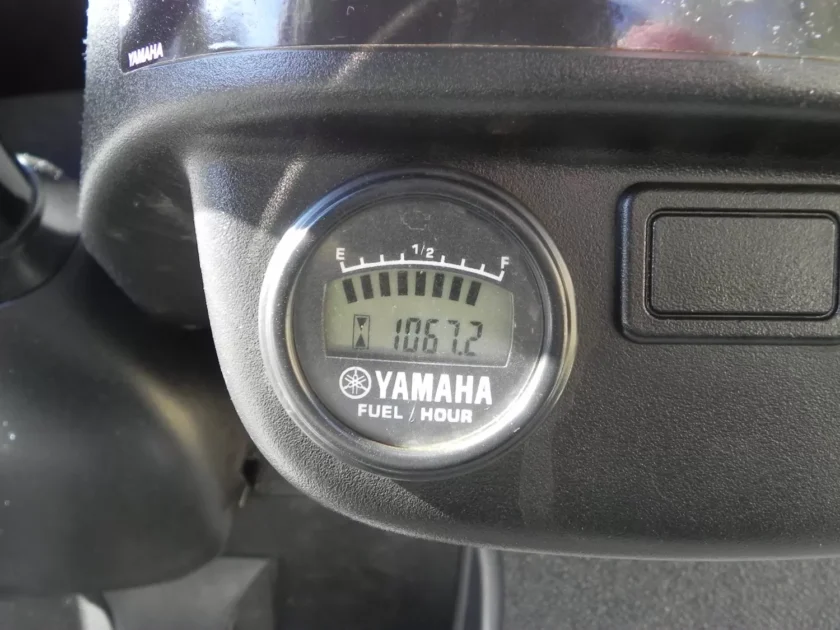 YAMAHA
E 1/2 F
1067.2
YAMAHA
FUEL / HOUR